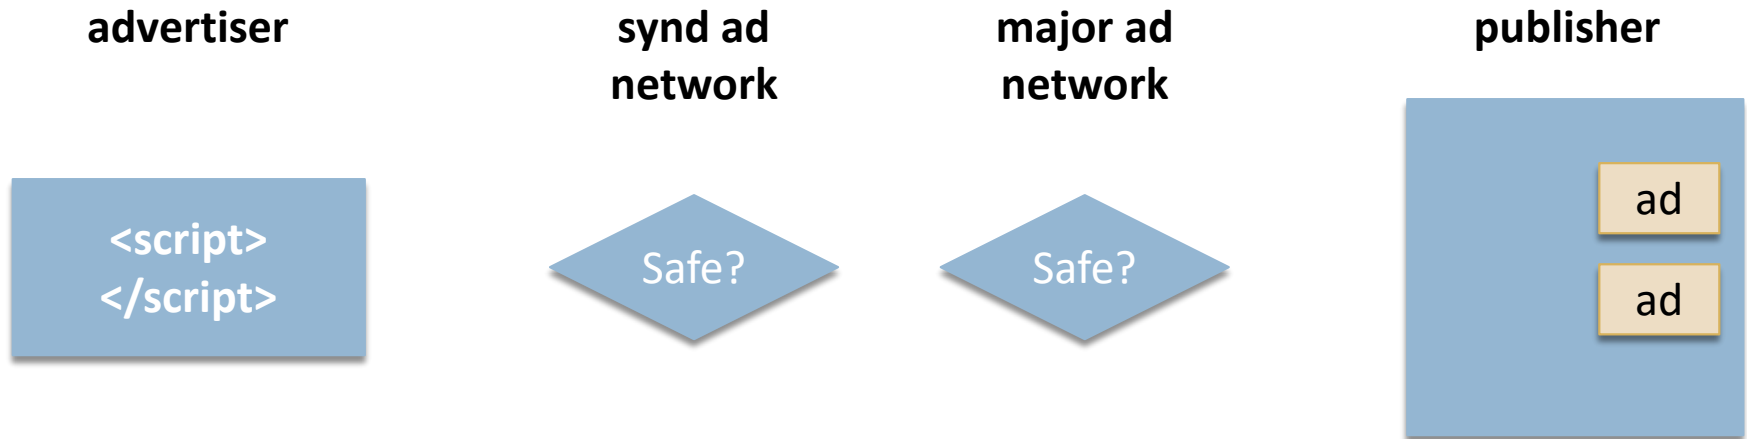 advertiser
synd ad
network
major ad
network
publisher
<script>
</script>
Safe?
Safe?
ad
ad